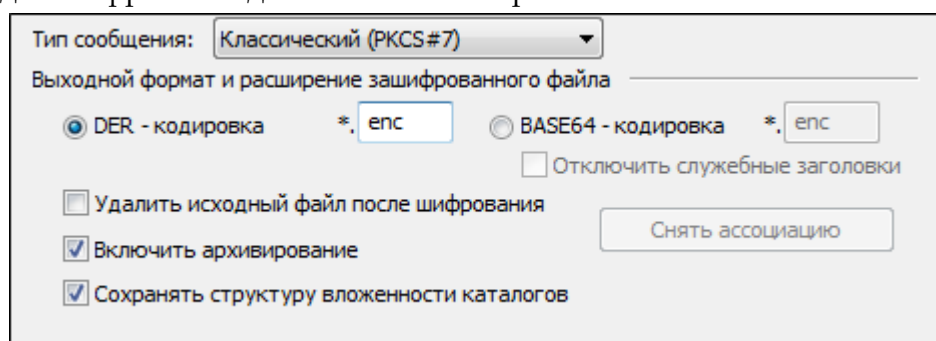 Тип сообщения: Классический (PKCS#7)
Выходной формат и расширение зашифрованного файла
DER - кодировка *. enc BASE64 - кодировка *. enc
Отключить служебные заголовки
Удалить исходный файл после шифрования
Снять ассоциацию
Включить архивирование
Сохранять структуру вложенности каталогов